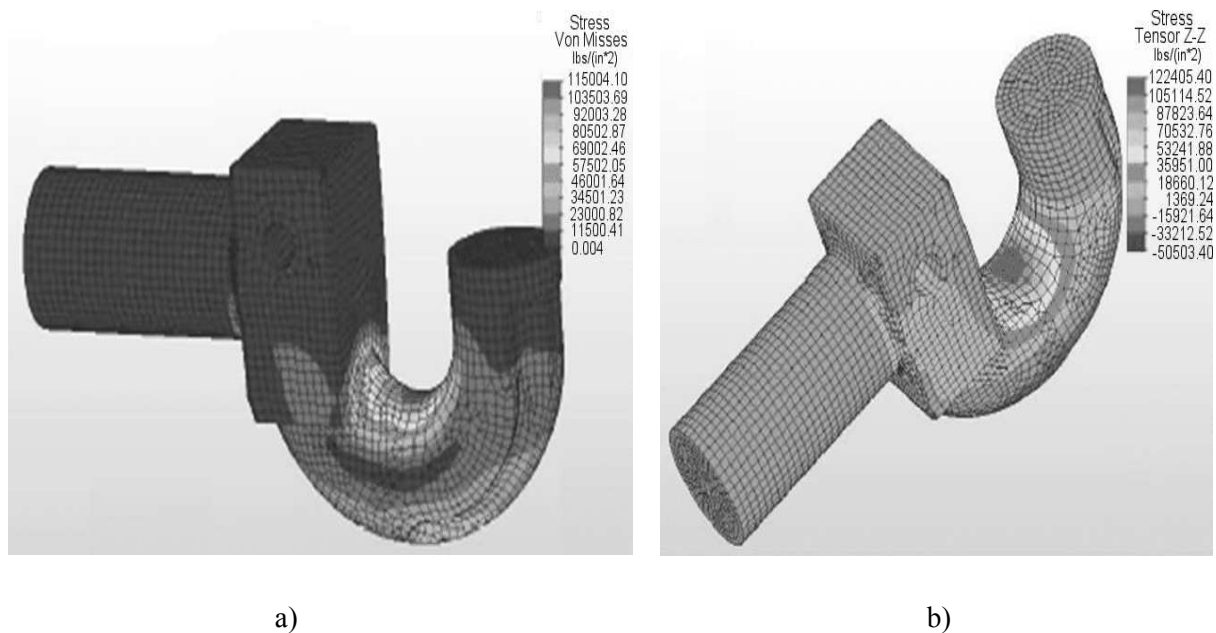 Stress
Von Misses
lbs/(in*2)
115004.10
103503.69
92003.28
80502.87
69002.46
57502.05
46001.64
34501.23
23000.82
11500.41
0.004
Stress
Tensor Z-Z
lbs/(in*2)
122405.40
105114.52
87823.64
70532.76
53241.88
35951.00
18660.12
1369.24
-15921.64
-33212.52
-50503.40
a)
b)